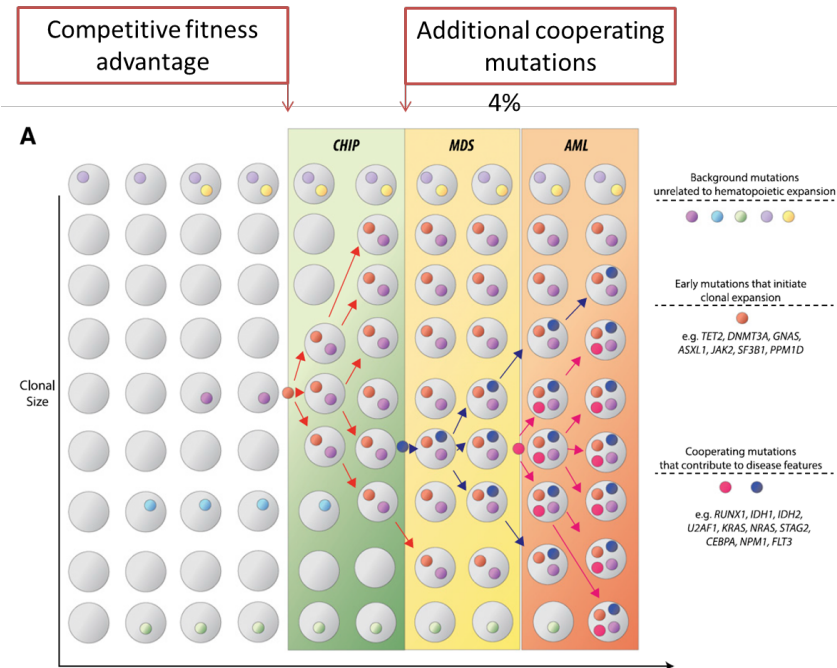 Competitive fitness
advantage
Additional cooperating
mutations
4%
A
CHIP
MDS
AML
Clonal
Size
Background mutations
unrelated to hematopoietic expansion
Early mutations that initiate
clonal expansion
e.g. TET2, DNMT3A, GNAS,
ASXL1, JAK2, SF3B1, PPM1D
Cooperating mutations
that contribute to disease features
e.g. RUNX1, IDH1, IDH2,
U2AF1, KRAS, NRAS, STAG2,
CEBPA, NPM1, FLT3